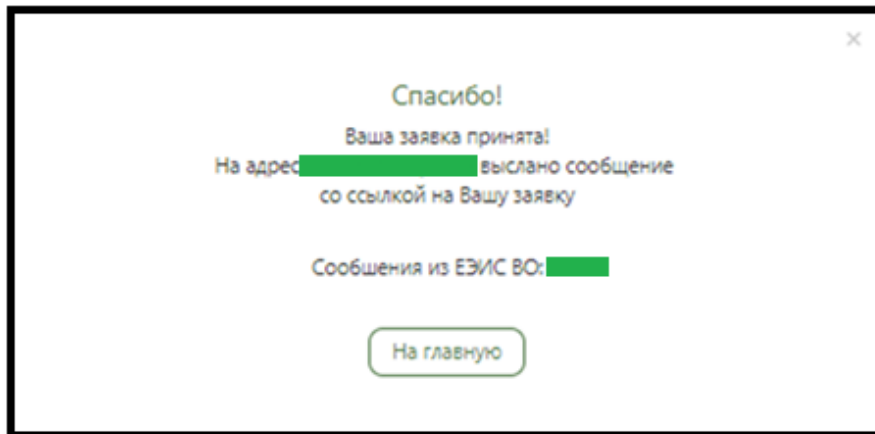 Спасибо!
Ваша заявка принята!
На адрес выслано сообщение
со ссылкой на Вашу заявку
Сообщения из ЕЭИС ВО:
На главную